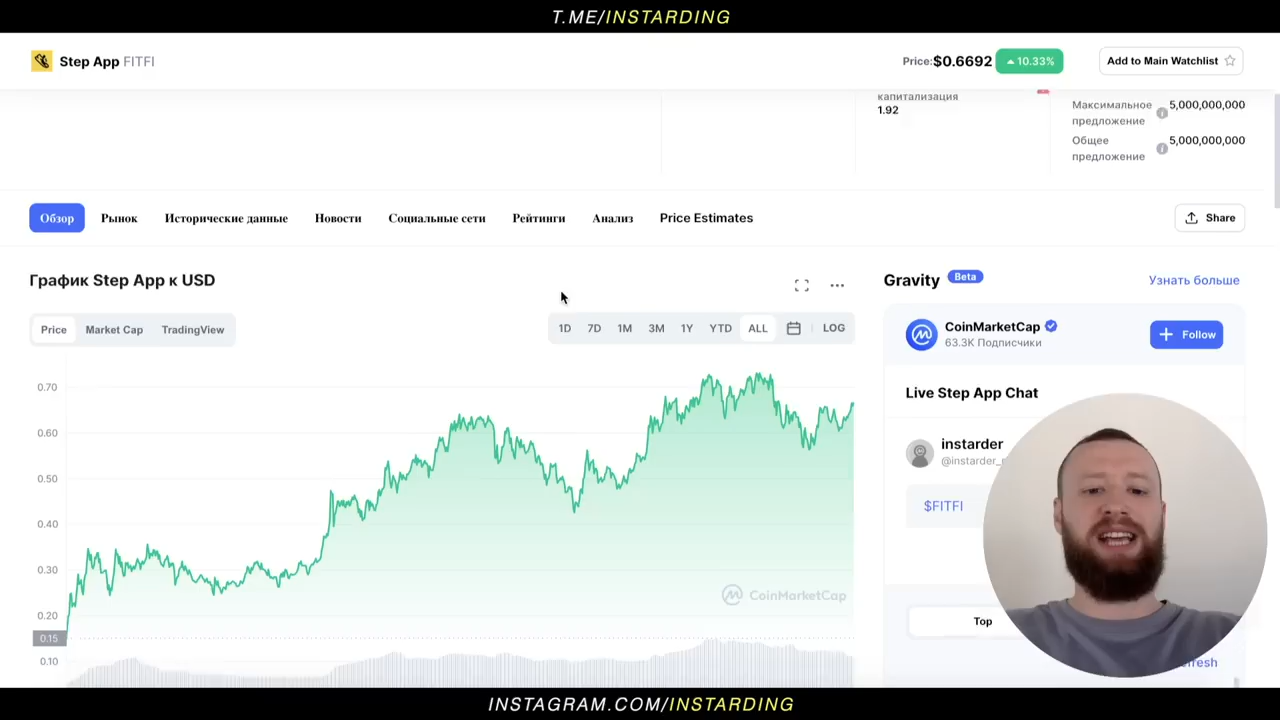 T.ME/INSTARDING
Step App FITFI
Price:$0.6692
10.33%
Add to Main Watchlist
капитализация
1.92
Максимальное предложение
5,000,000,000
Общее предложение
5,000,000,000
Обзор
Рынок
Исторические данные
Новости
Социальные сети
Рейтинги
Анализ
Price Estimates
Share
График Step App к USD
Gravity Beta
Узнать больше
Price
Market Cap
TradingView
1D
7D
1M
3M
1Y
YTD
ALL
LOG
CoinMarketCap
63.3K Подписчики
Follow
Live Step App Chat
instarder
$FITFI
Top
0.70
0.60
0.50
0.40
0.30
0.20
0.15
0.10
CoinMarketCap
INSTAGRAM.COM/INSTARDING